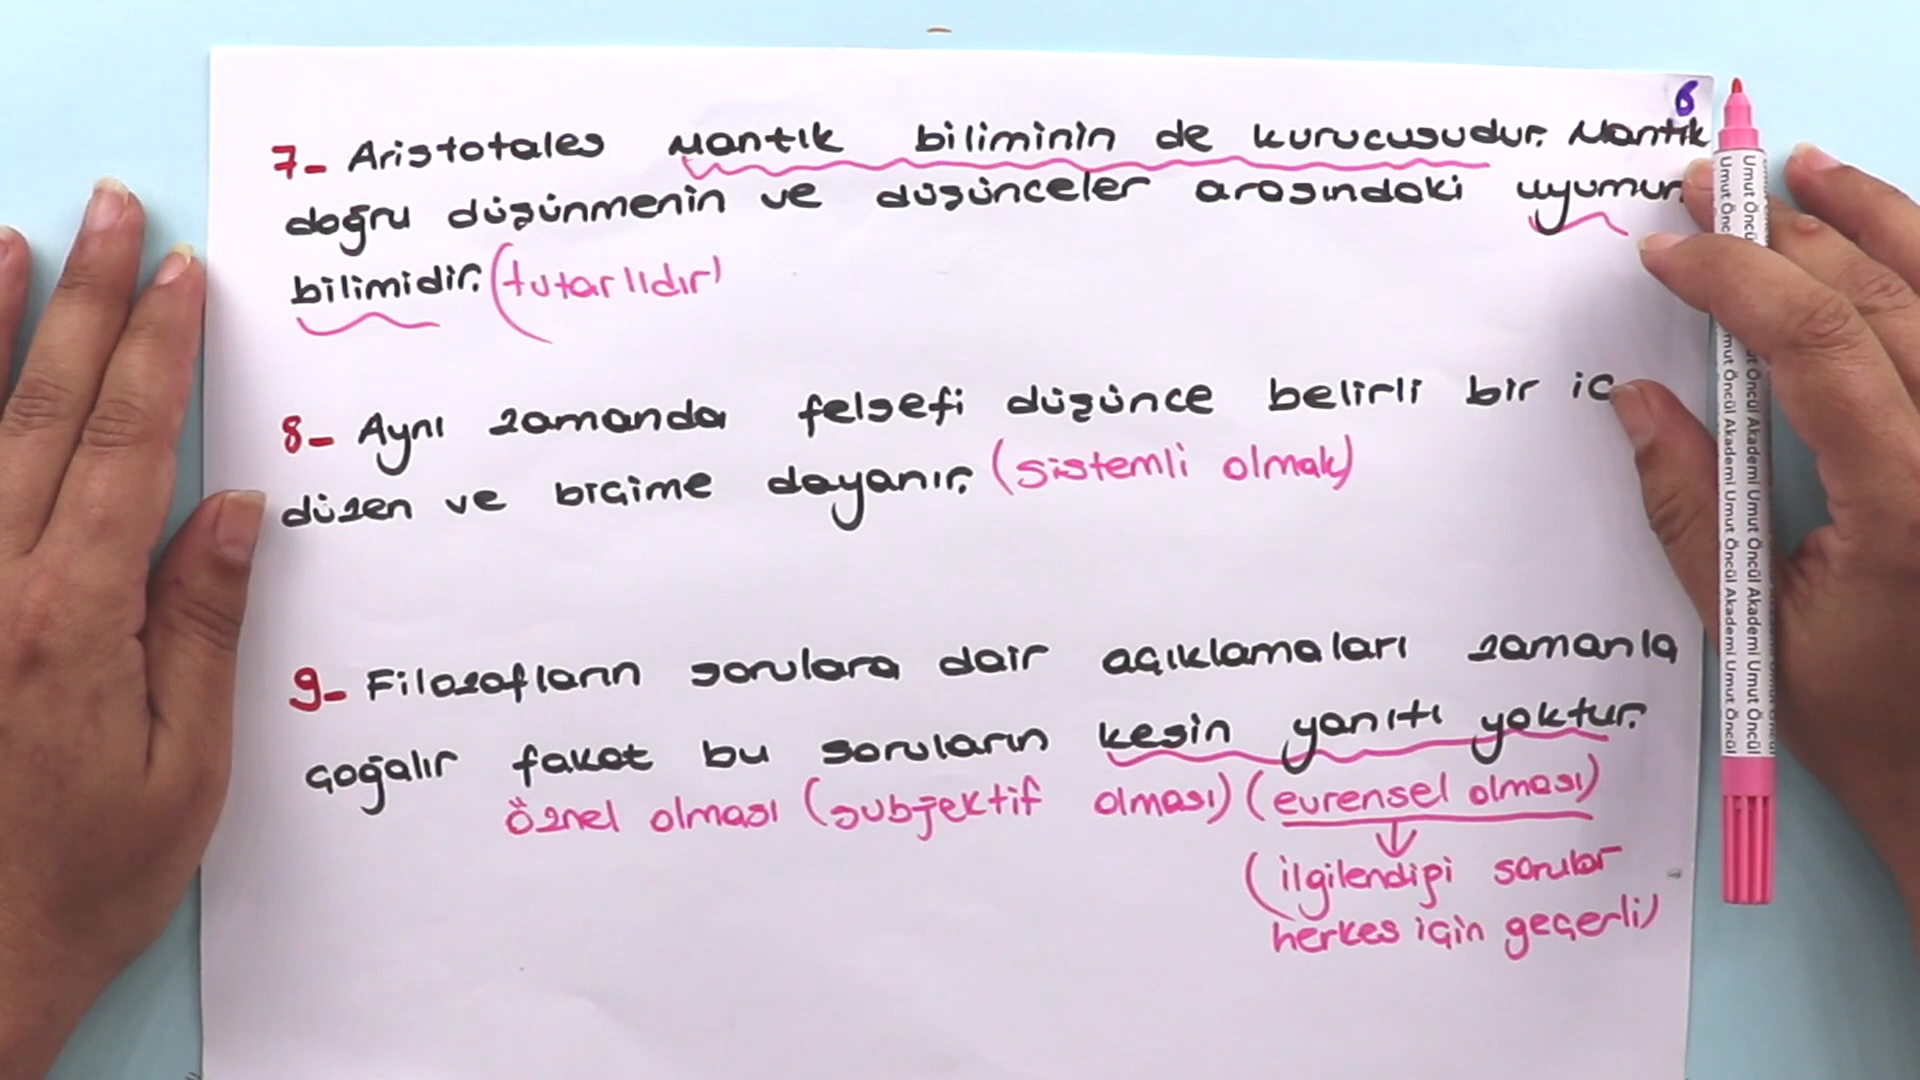 6
7- Aristotales Mantık biliminin de kurucusudur. Mantık
doğru düşünmenin ve düşünceler arasındaki uyumun
bilimidir. (tutarlıdır)
8- Aynı zamanda felsefi düşünce belirli bir iç
düzen ve biçime dayanır. (sistemli olmak)
9- Filozofların sorulara dair açıklamaları zamanla
çoğalır fakat bu soruların kesin yanıtı yoktur.
öznel olması (subjektif olması) (evrensel olması)
(ilgilendiği sorular
herkes için geçerli)
Umut Öncül Akademi Umut Öncül Akademi Umut Öncül